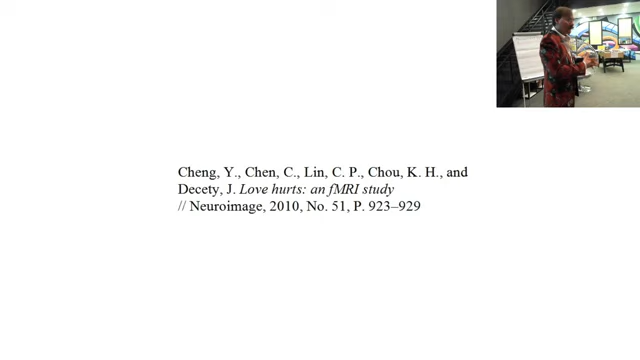 Cheng, Y., Chen, C., Lin, C. P., Chou, K. H., and
Decety, J. Love hurts: an fMRI study
// Neuroimage, 2010, No. 51, P. 923–929